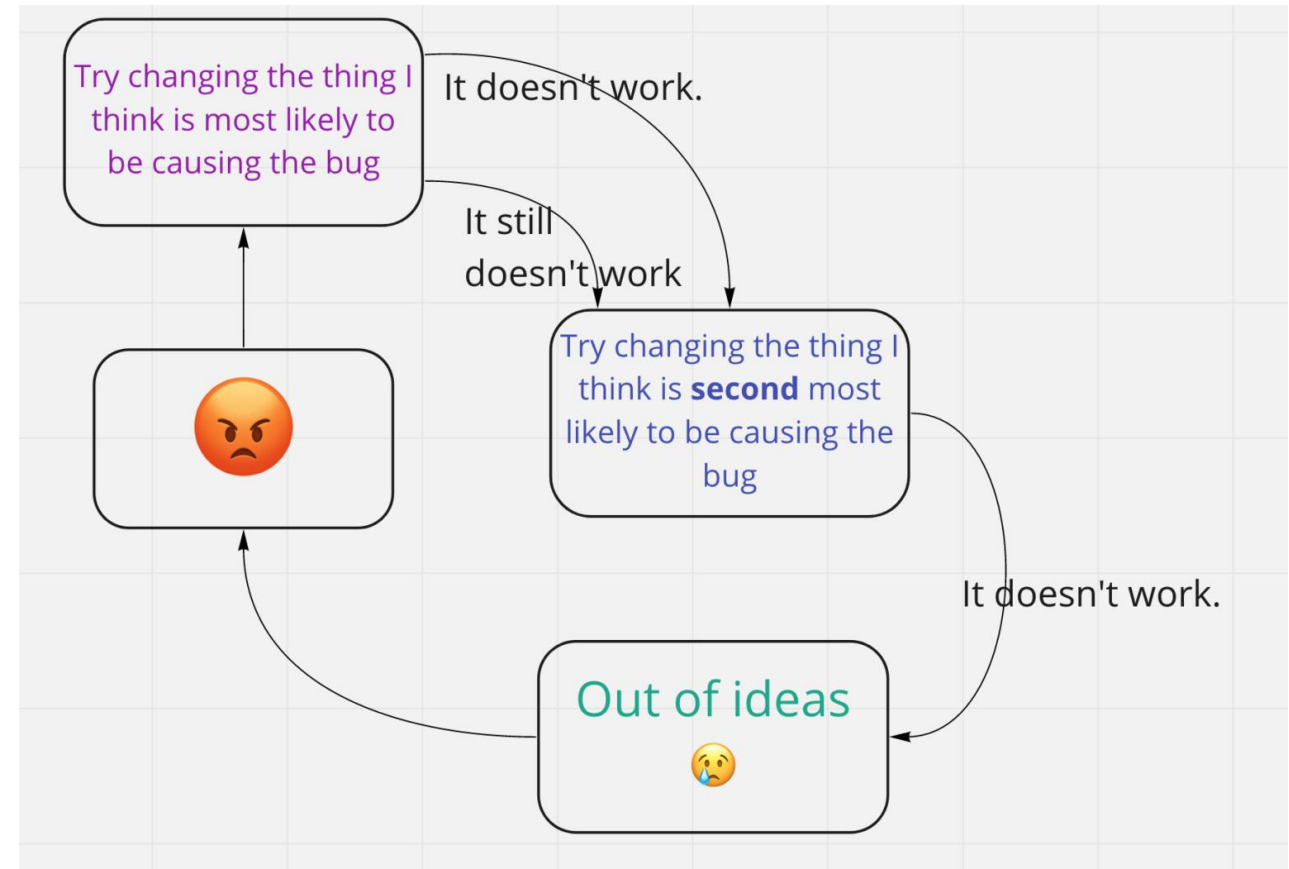 Try changing the thing I
think is most likely to
be causing the bug
It doesn't work.
It still
doesn't work
Try changing the thing I
think is second most
likely to be causing the
bug
It doesn't work.
Out of ideas